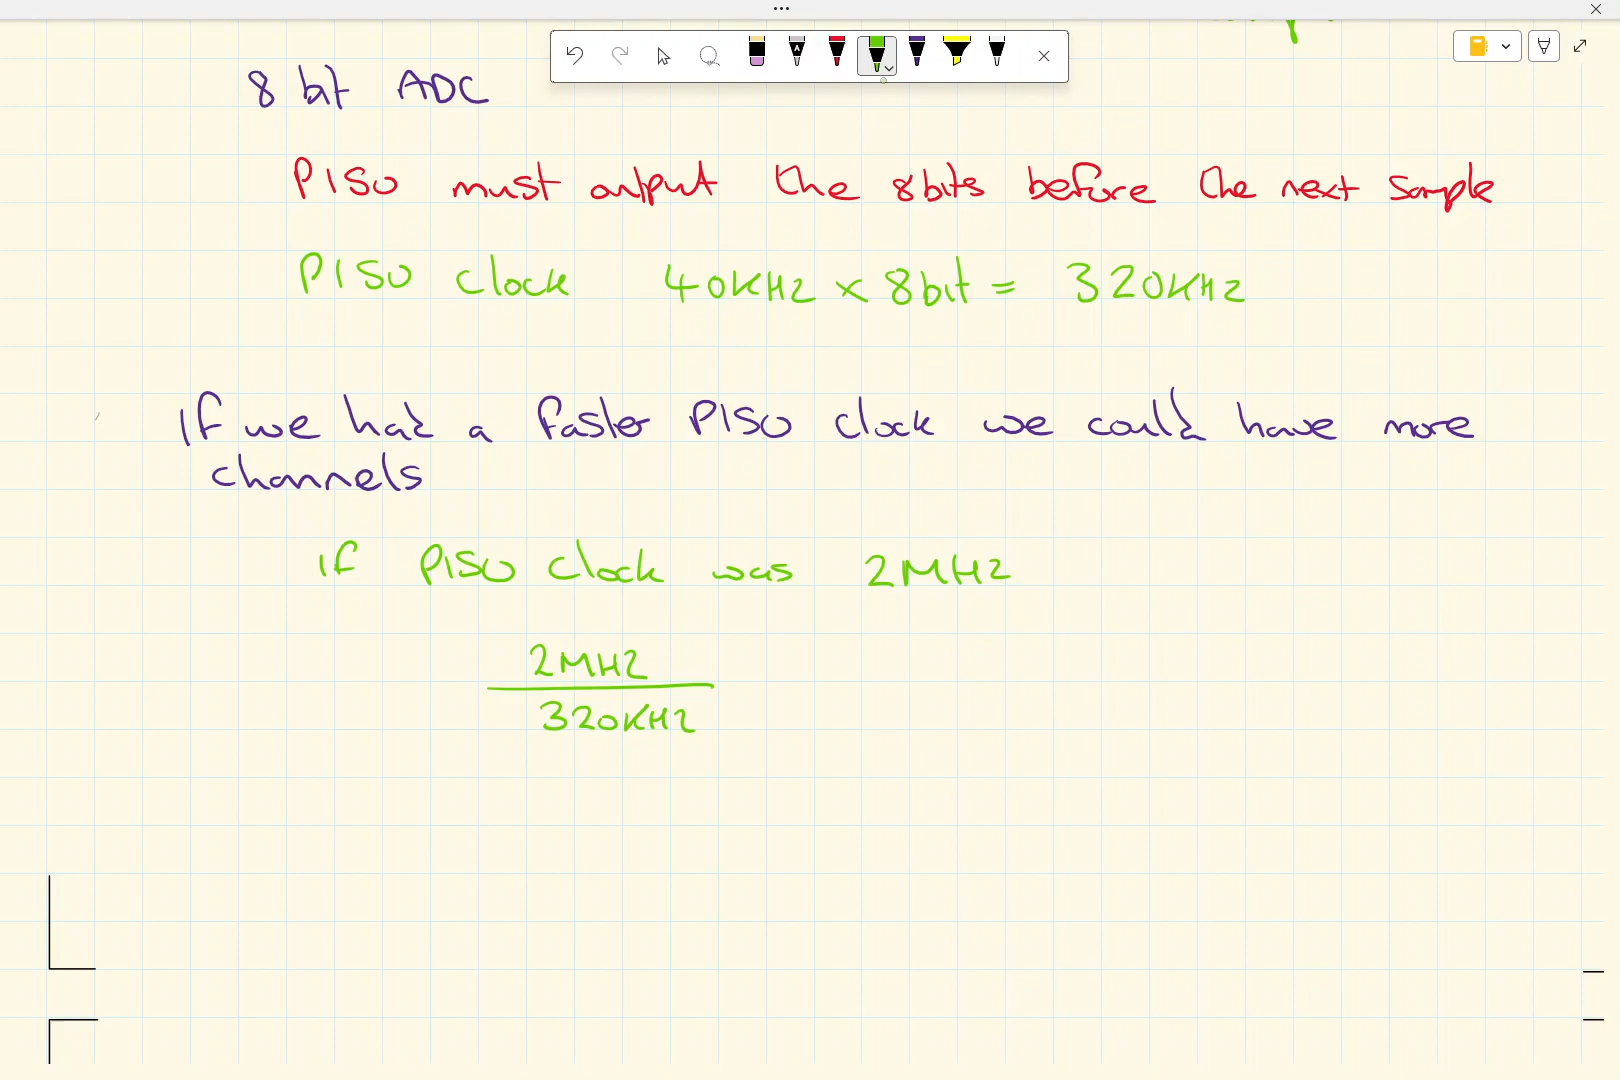 8 bit ADC
PISO must output the 8bits before the next sample
PISO clock 40KHz x 8bit = 320KHz
If we had a faster PISO clock we could have more
channels
If PISO clock was 2MHz
2MHz
320KHz